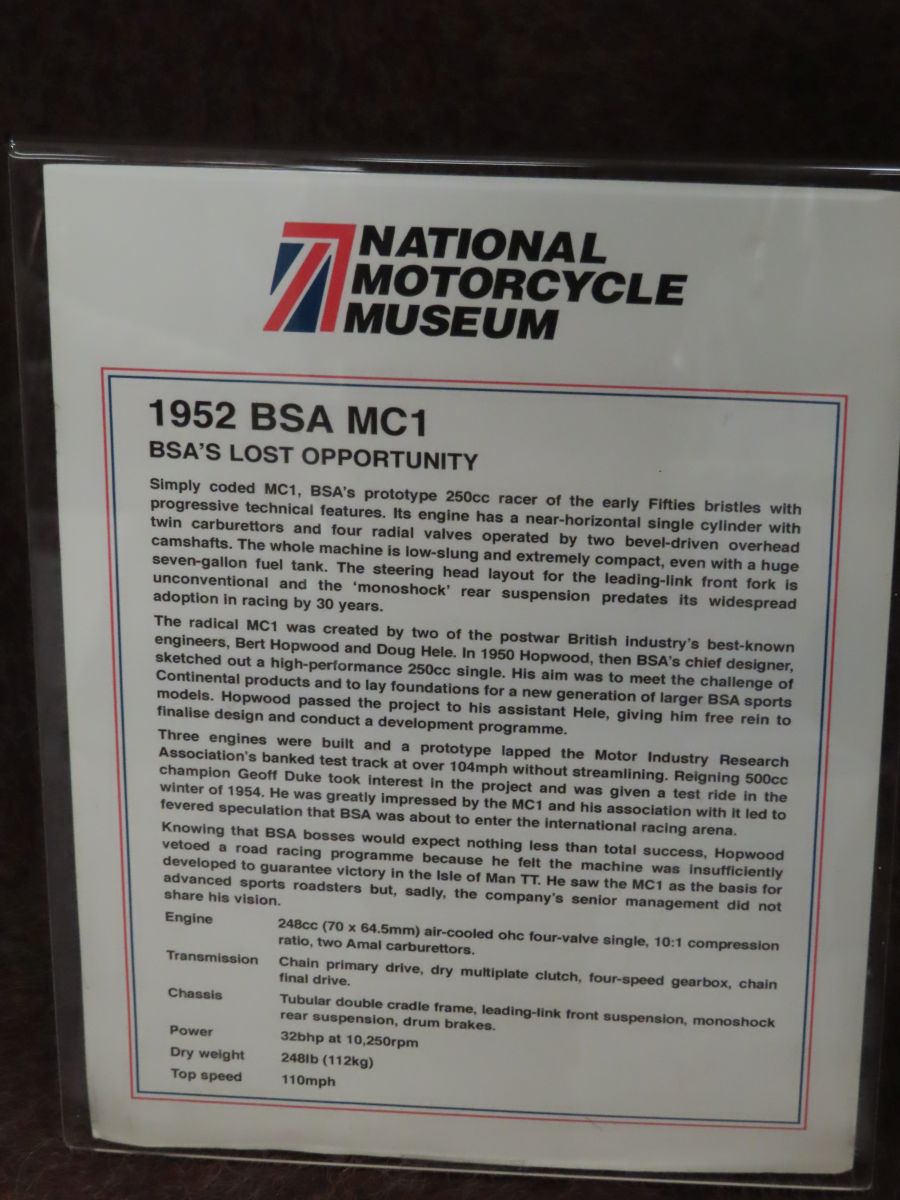 NATIONAL
MOTORCYCLE
MUSEUM
1952 BSA MC1
BSA'S LOST OPPORTUNITY
Simply coded MC1, BSA's prototype 250cc racer of the early Fifties bristles with
progressive technical features. Its engine has a near-horizontal single cylinder with
twin carburettors and four radial valves operated by two bevel-driven overhead
camshafts. The whole machine is low-slung and extremely compact, even with a huge
seven-gallon fuel tank. The steering head layout for the leading-link front fork is
unconventional and the 'monoshock' rear suspension predates its widespread
adoption in racing by 30 years.
The radical MC1 was created by two of the postwar British industry's best-known
engineers, Bert Hopwood and Doug Hele. In 1950 Hopwood, then BSA's chief designer,
sketched out a high-performance 250cc single. His aim was to meet the challenge of
Continental products and to lay foundations for a new generation of larger BSA sports
models. Hopwood passed the project to his assistant Hele, giving him free rein to
finalise design and conduct a development programme.
Three engines were built and a prototype lapped the Motor Industry Research
Association's banked test track at over 104mph without streamlining. Reigning 500cc
champion Geoff Duke took interest in the project and was given a test ride in the
winter of 1954. He was greatly impressed by the MC1 and his association with it led to
fevered speculation that BSA was about to enter the international racing arena.
Knowing that BSA bosses would expect nothing less than total success, Hopwood
vetoed a road racing programme because he felt the machine was insufficiently
developed to guarantee victory in the Isle of Man TT. He saw the MC1 as the basis for
advanced sports roadsters but, sadly, the company's senior management did not
share his vision.
Engine 248cc (70 x 64.5mm) air-cooled ohc four-valve single, 10:1 compression
ratio, two Amal carburettors.
Transmission Chain primary drive, dry multiplate clutch, four-speed gearbox, chain
final drive.
Chassis Tubular double cradle frame, leading-link front suspension, monoshock
rear suspension, drum brakes.
Power 32bhp at 10,250rpm
Dry weight 248lb (112kg)
Top speed 110mph